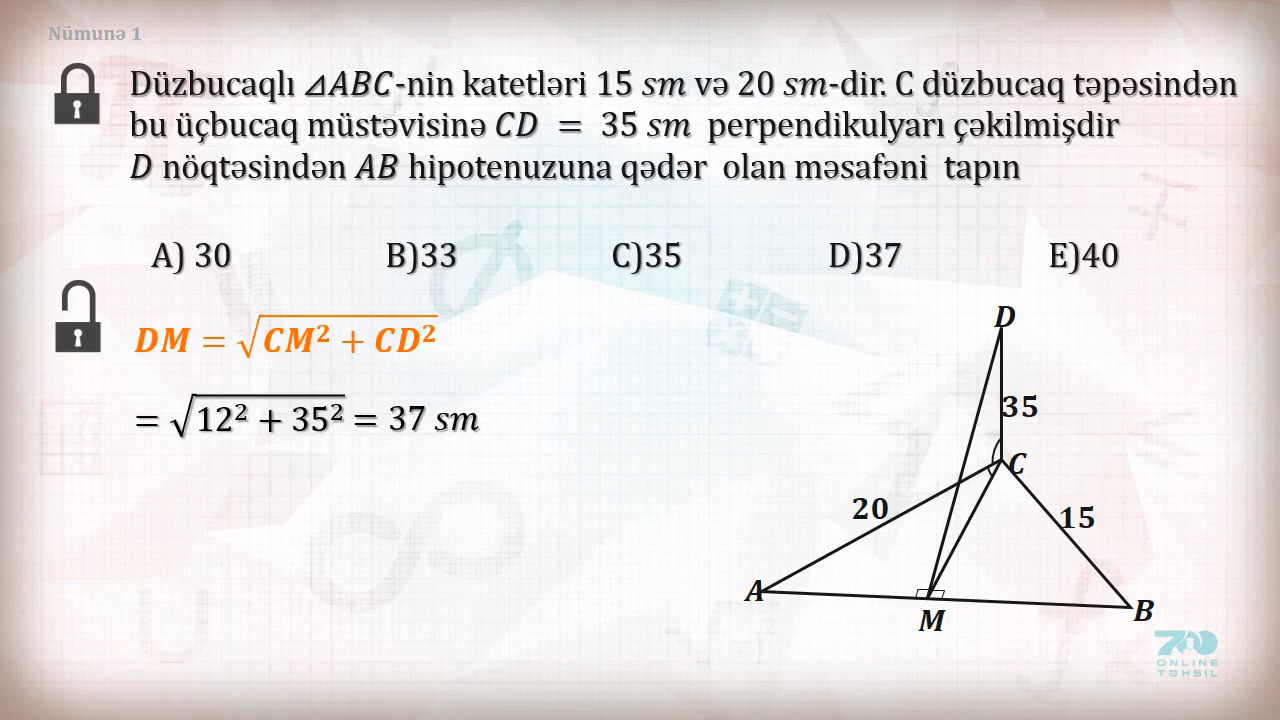 Nümunə 1
Düzbucaqlı ⊿ABC-nin katetləri 15 sm və 20 sm-dir. C düzbucaq təpəsindən
bu üçbucaq müstəvisinə CD = 35 sm perpendikulyarı çəkilmişdir
D nöqtəsindən AB hipotenuzuna qədər olan məsafəni tapın
A) 30 B)33 C)35 D)37 E)40
DM = √(CM² + CD²)
= √(12² + 35²) = 37 sm
D
35
C
20
15
A
M
B
700
ONLINE
TƏHSIL